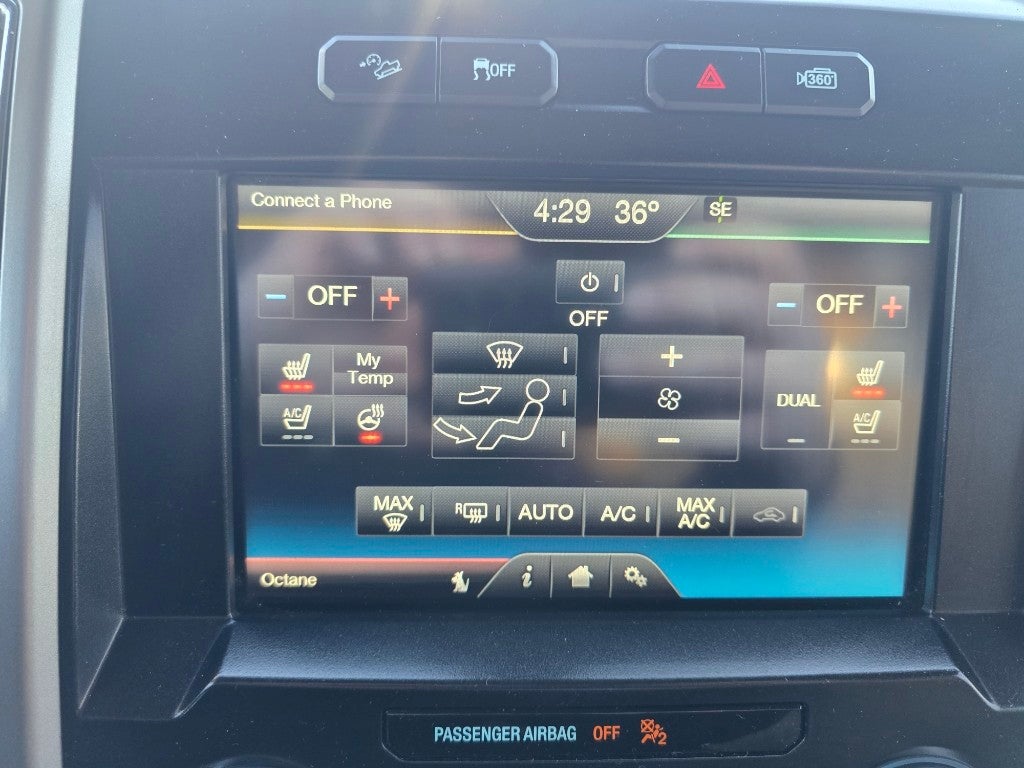 OFF
360°
Connect a Phone
4:29 36°
SE
- OFF +
OFF
- OFF +
My
Temp
A/C
+
-
DUAL
A/C
MAX
R
AUTO
A/C
MAX
A/C
Octane
i
PASSENGER AIRBAG OFF
2